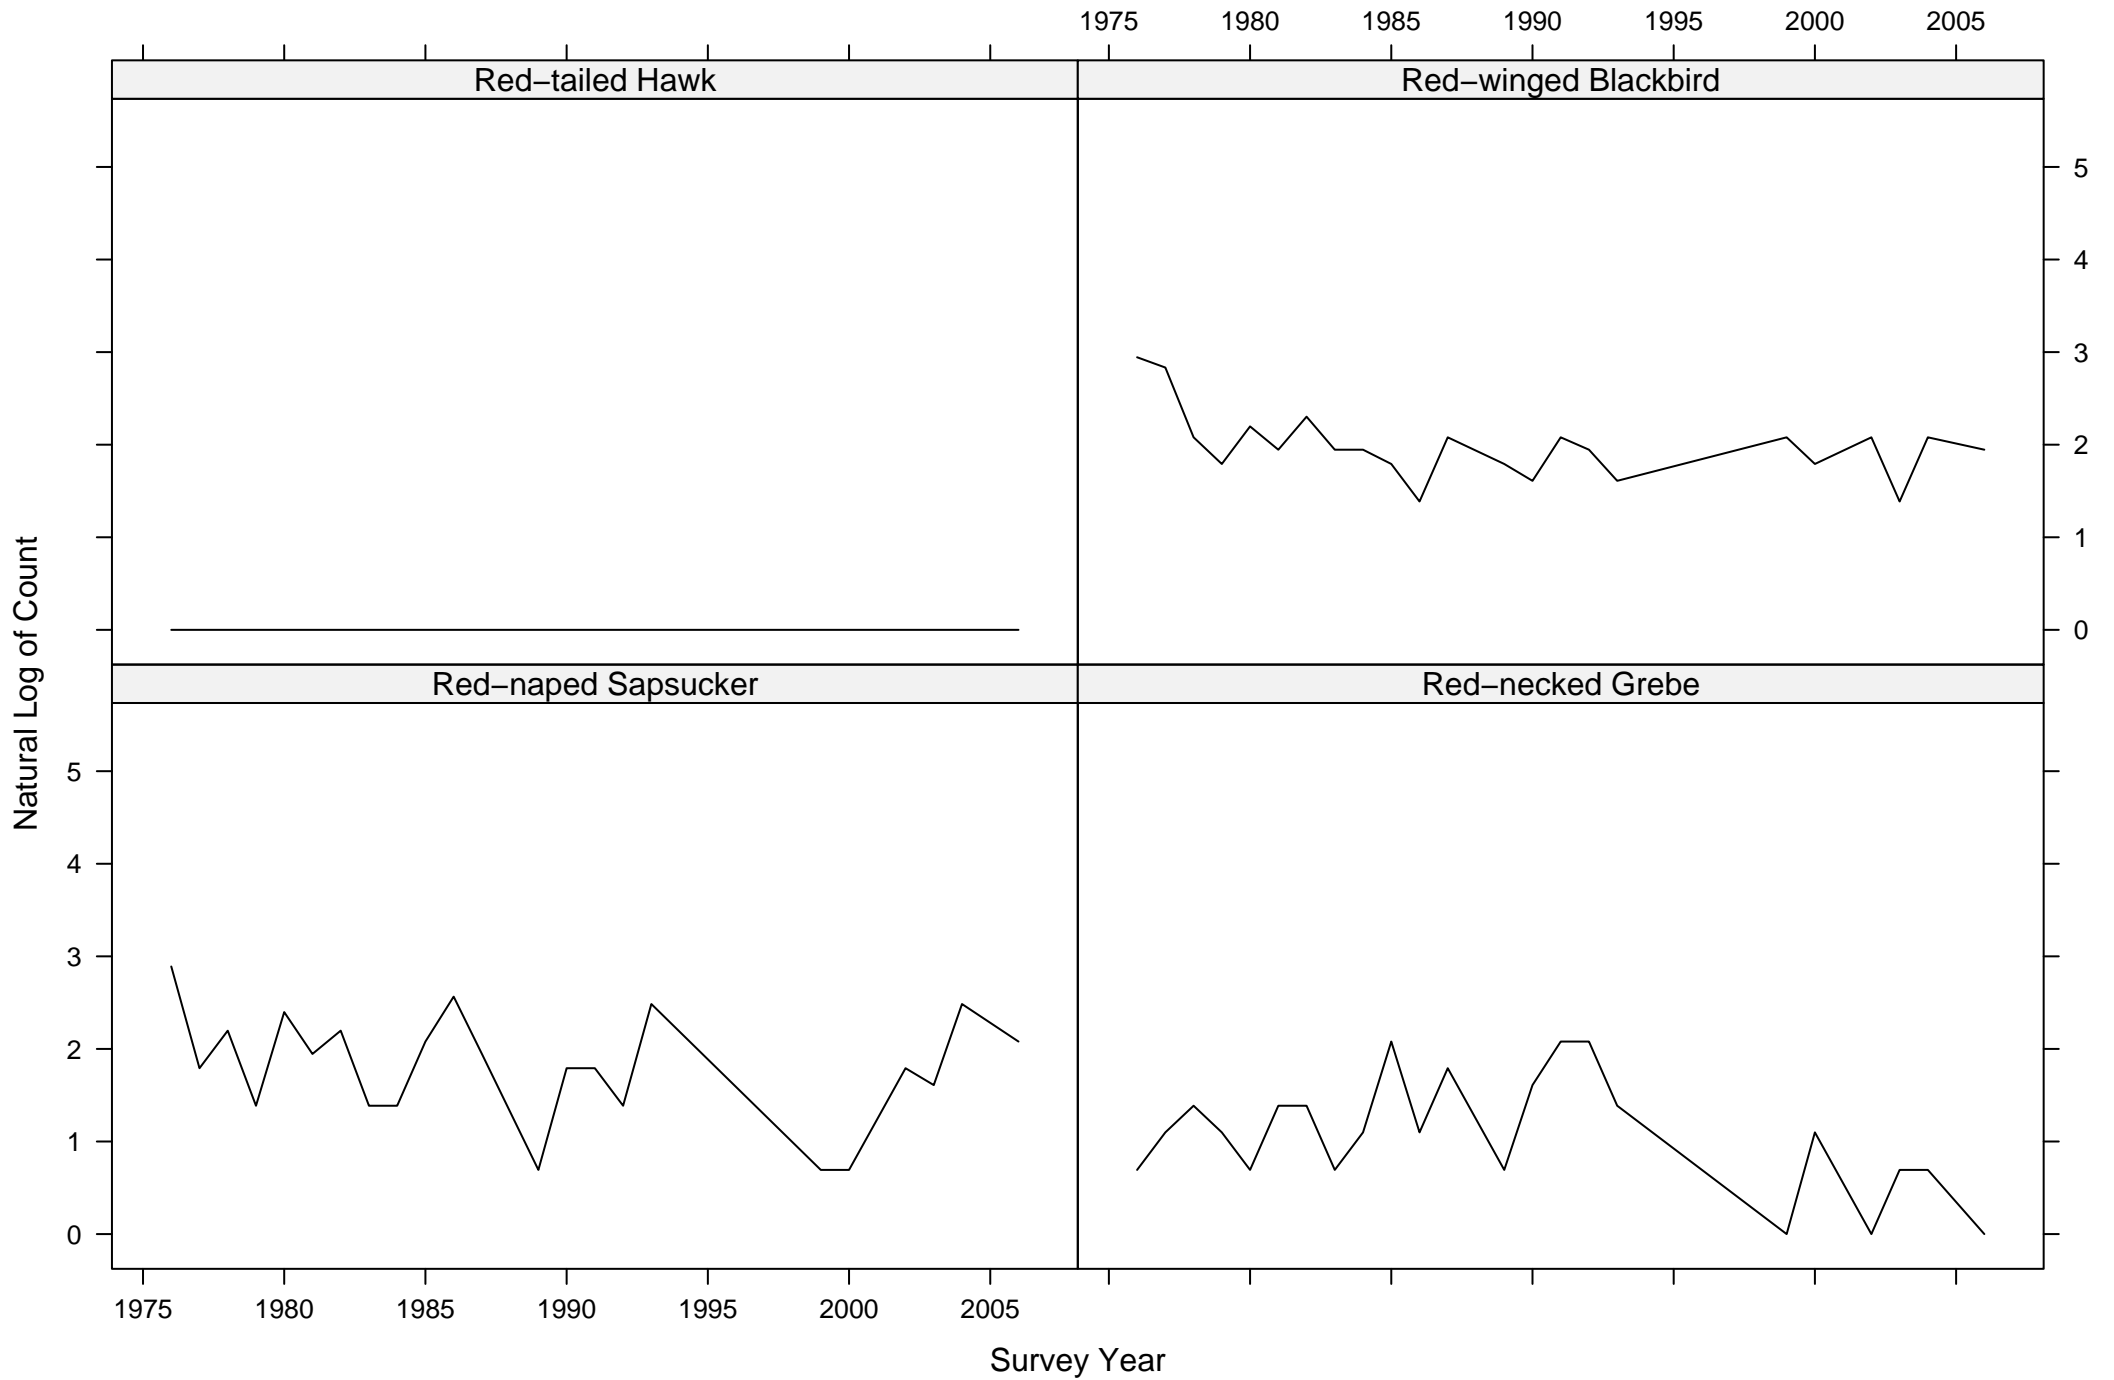 1975 1980 1985 1990 1995 2000 2005
Red−tailed Hawk Red−winged Blackbird
5
4
3
2
1
0
Natural Log of Count
Red−naped Sapsucker Red−necked Grebe
5
4
3
2
1
0
1975 1980 1985 1990 1995 2000 2005
Survey Year